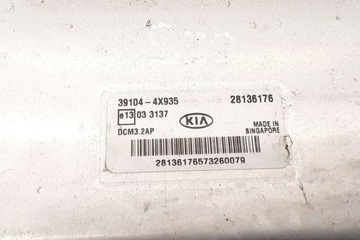 39104-4X935 28136176
e13 03 3137 KIA MADE IN
SINGAPORE
DCM3.2AP
28136176573260079